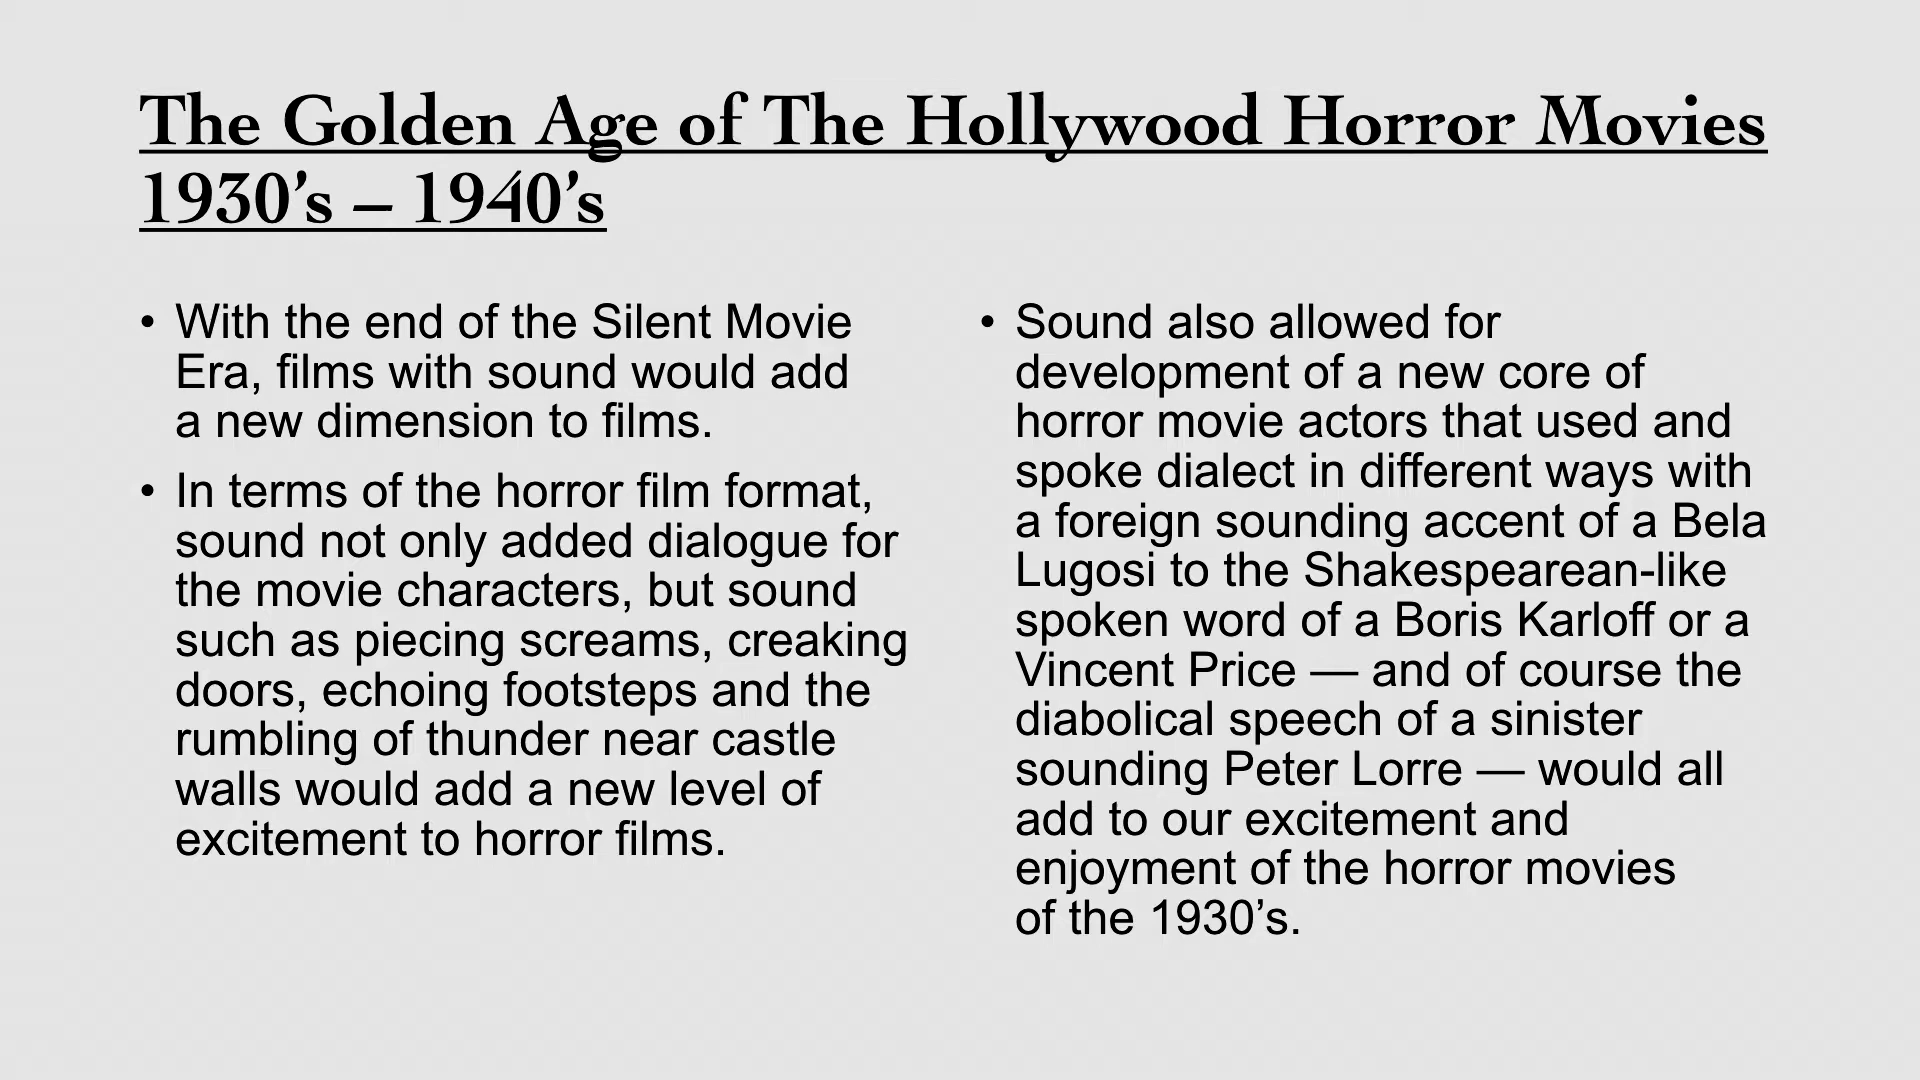 The Golden Age of The Hollywood Horror Movies
1930’s – 1940’s
• With the end of the Silent Movie
Era, films with sound would add
a new dimension to films.
• In terms of the horror film format,
sound not only added dialogue for
the movie characters, but sound
such as piecing screams, creaking
doors, echoing footsteps and the
rumbling of thunder near castle
walls would add a new level of
excitement to horror films.
• Sound also allowed for
development of a new core of
horror movie actors that used and
spoke dialect in different ways with
a foreign sounding accent of a Bela
Lugosi to the Shakespearean-like
spoken word of a Boris Karloff or a
Vincent Price — and of course the
diabolical speech of a sinister
sounding Peter Lorre — would all
add to our excitement and
enjoyment of the horror movies
of the 1930’s.